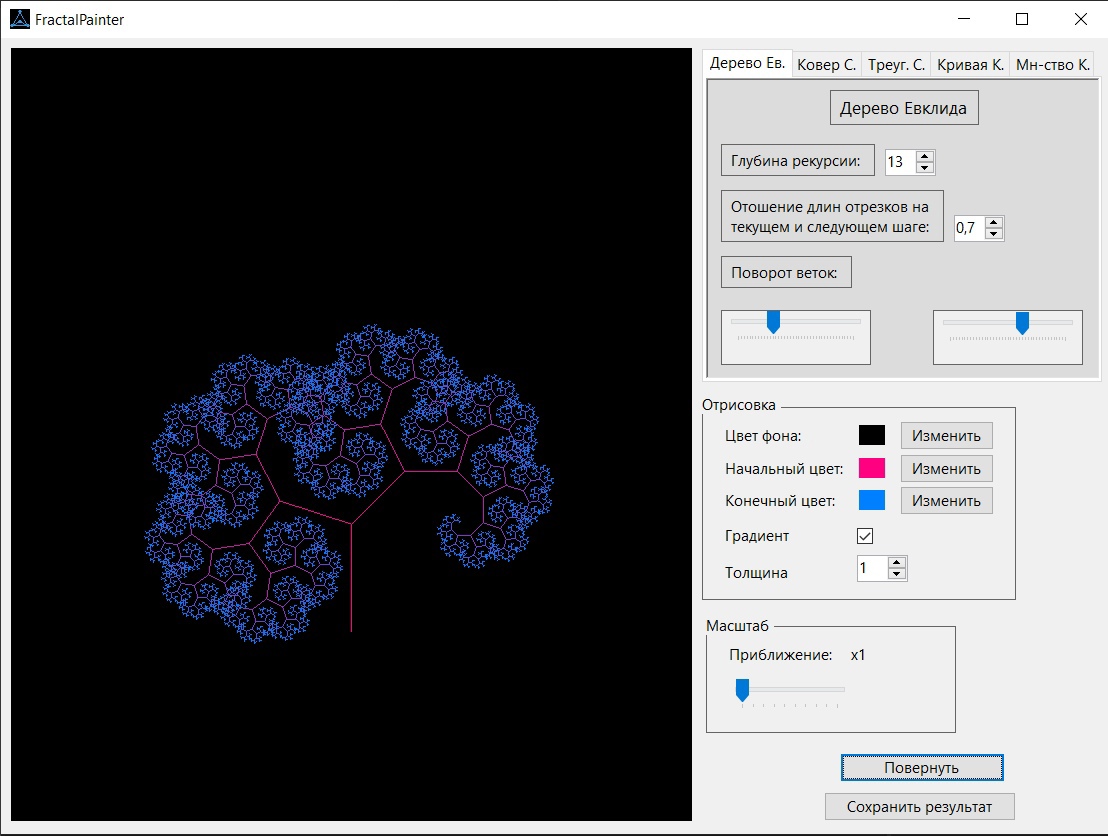 FractalPainter
Дерево Ев. Ковер С. Треуг. С. Кривая К. Мн-ство К.
Дерево Евклида
Глубина рекурсии: 13
Отошение длин отрезков на
текущем и следующем шаге: 0,7
Поворот веток:
Отрисовка
Цвет фона: Изменить
Начальный цвет: Изменить
Конечный цвет: Изменить
Градиент
Толщина 1
Масштаб
Приближение: x1
Повернуть
Сохранить результат